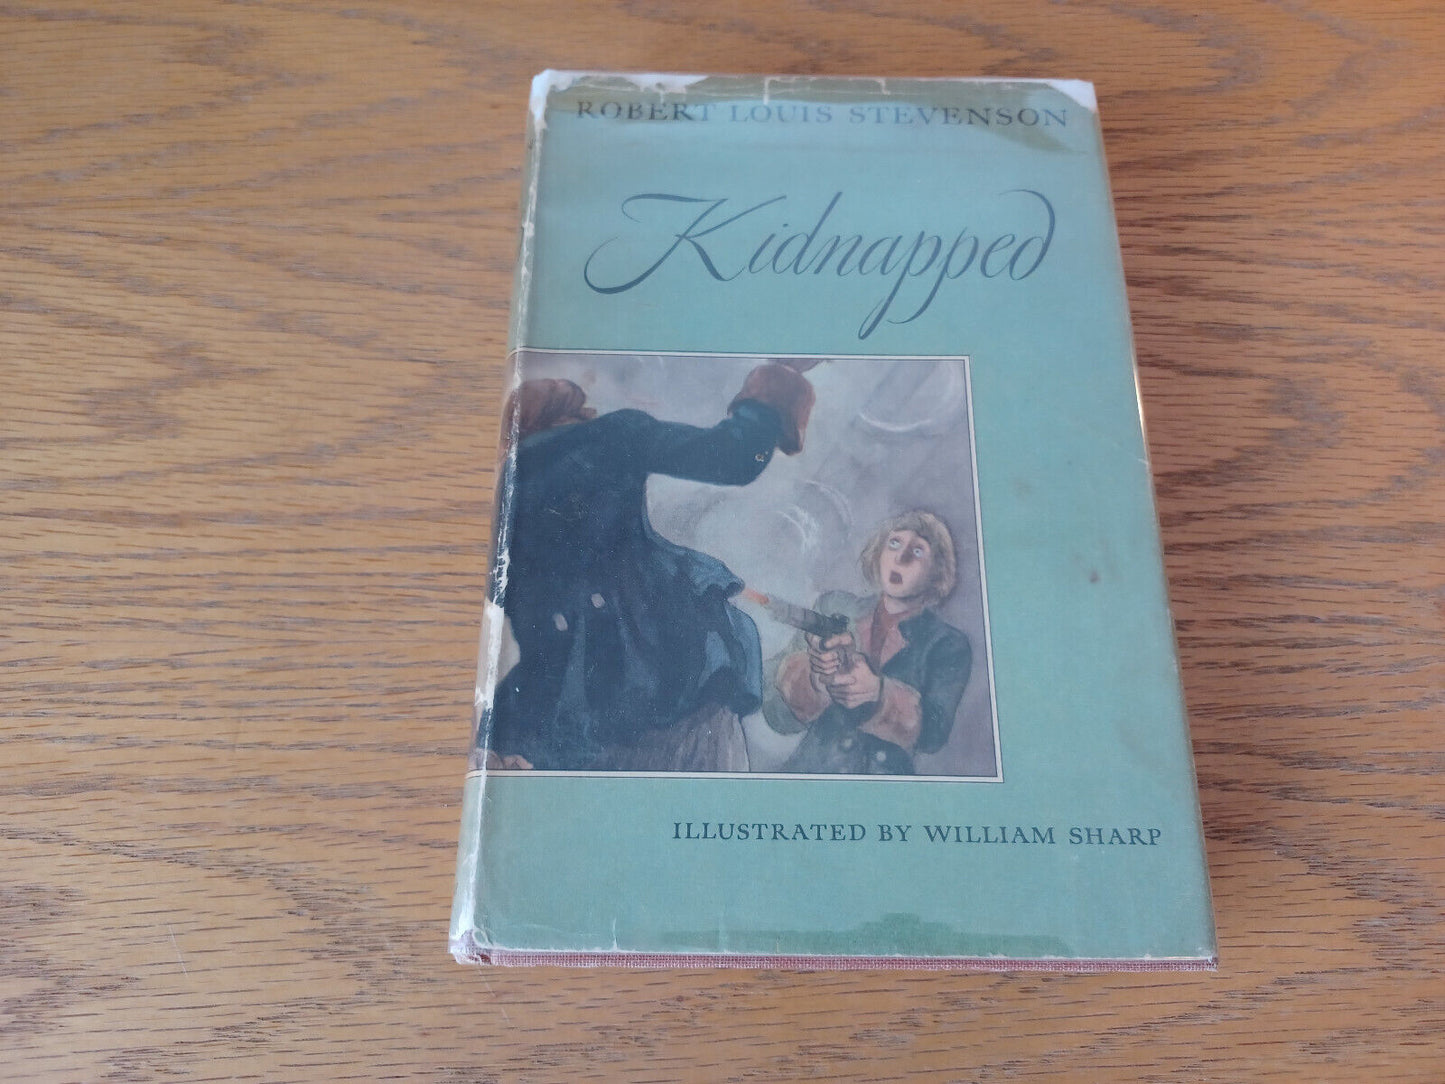 ROBERT LOUIS STEVENSON
Kidnapped
ILLUSTRATED BY WILLIAM SHARP